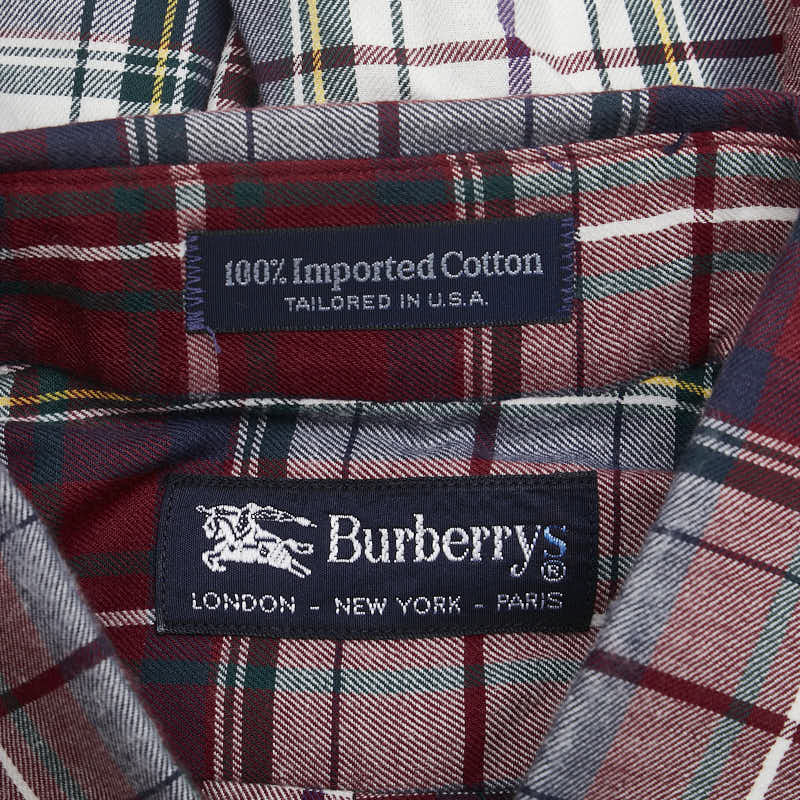 100% Imported Cotton
TAILORED IN U.S.A.
Burberrys®
LONDON - NEW YORK - PARIS